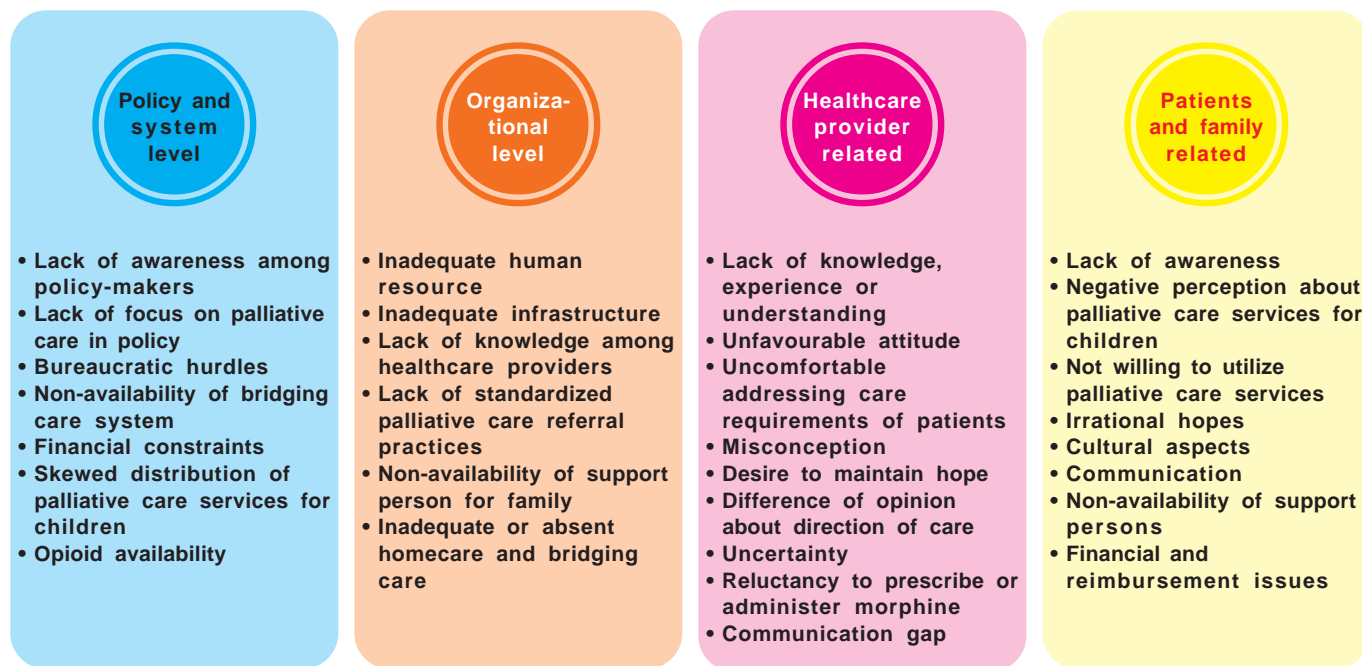 Policy and
system
level
• Lack of awareness among
policy-makers
• Lack of focus on palliative
care in policy
• Bureaucratic hurdles
• Non-availability of bridging
care system
• Financial constraints
• Skewed distribution of
palliative care services for
children
• Opioid availability
Organiza-
tional
level
• Inadequate human
resource
• Inadequate infrastructure
• Lack of knowledge among
healthcare providers
• Lack of standardized
palliative care referral
practices
• Non-availability of support
person for family
• Inadequate or absent
homecare and bridging
care
Healthcare
provider
related
• Lack of knowledge,
experience or
understanding
• Unfavourable attitude
• Uncomfortable
addressing care
requirements of patients
• Misconception
• Desire to maintain hope
• Difference of opinion
about direction of care
• Uncertainty
• Reluctancy to prescribe or
administer morphine
• Communication gap
Patients
and family
related
• Lack of awareness
• Negative perception about
palliative care services for
children
• Not willing to utilize
palliative care services
• Irrational hopes
• Cultural aspects
• Communication
• Non-availability of support
persons
• Financial and
reimbursement issues